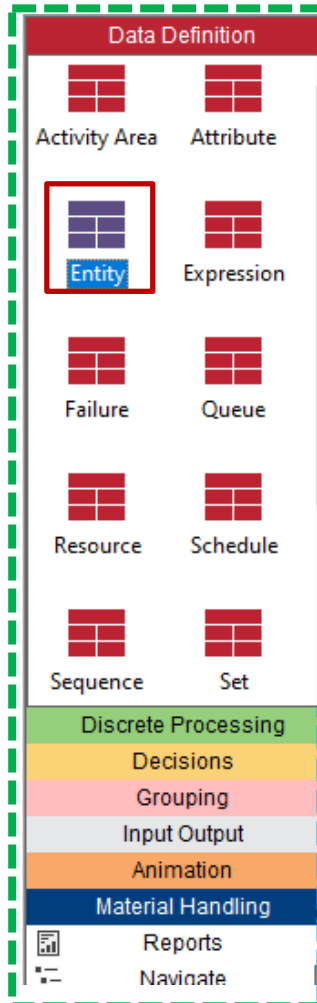 Data Definition
Activity Area Attribute
Entity Expression
Failure Queue
Resource Schedule
Sequence Set
Discrete Processing
Decisions
Grouping
Input Output
Animation
Material Handling
Reports
Navigate